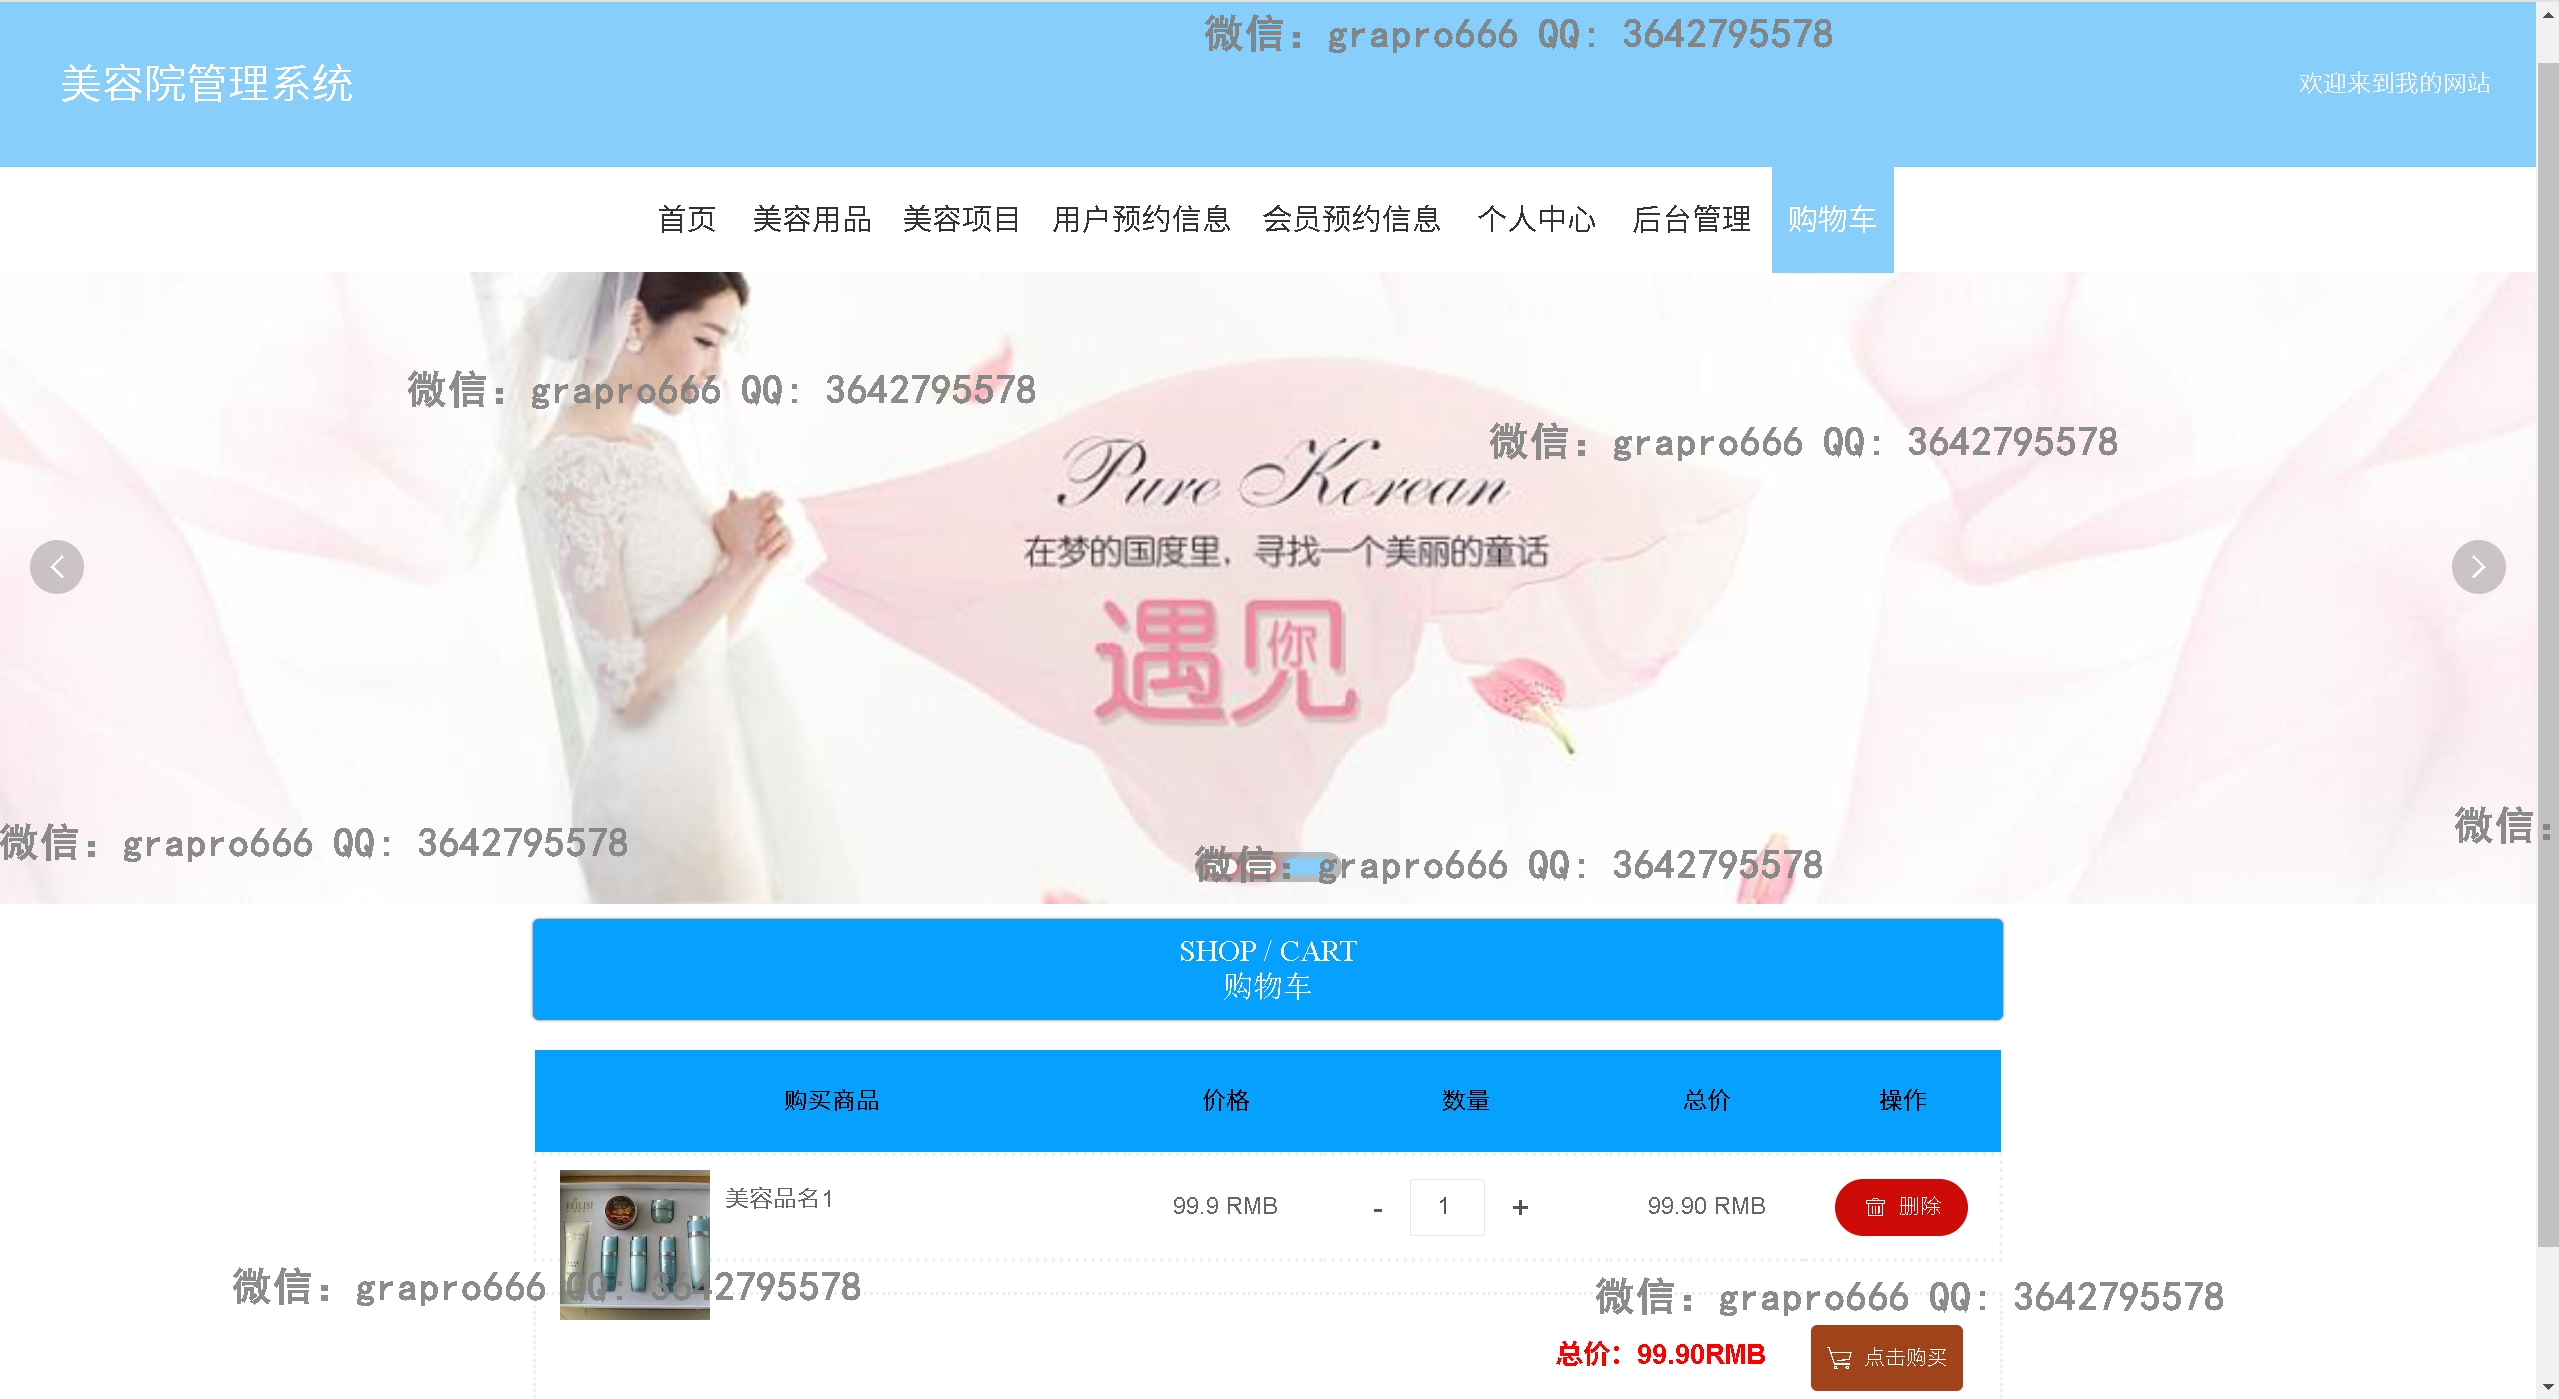 微信：grapro666 QQ: 3642795578
美容院管理系统
欢迎来到我的网站
首页 美容用品 美容项目 用户预约信息 会员预约信息 个人中心 后台管理 购物车
微信：grapro666 QQ: 3642795578
微信：grapro666 QQ: 3642795578
Pure Korean
在梦的国度里，寻找一个美丽的童话
遇见你
微信：
微信：grapro666 QQ: 3642795578
微信：grapro666 QQ: 3642795578
SHOP / CART
购物车
购买商品 价格 数量 总价 操作
FEILISI
美容品名1 99.9 RMB - 1 + 99.90 RMB 删除
微信：grapro666 QQ: 3642795578
微信：grapro666 QQ: 3642795578
总价：99.90RMB 点击购买